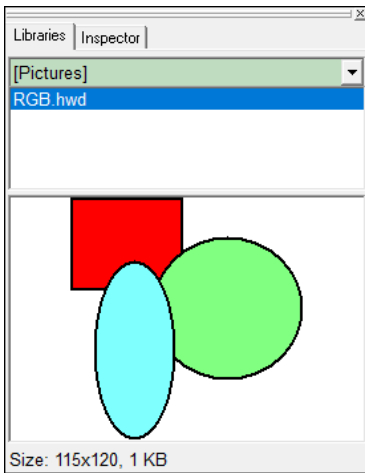 Libraries Inspector
[Pictures]
RGB.hwd
Size: 115x120, 1 KB